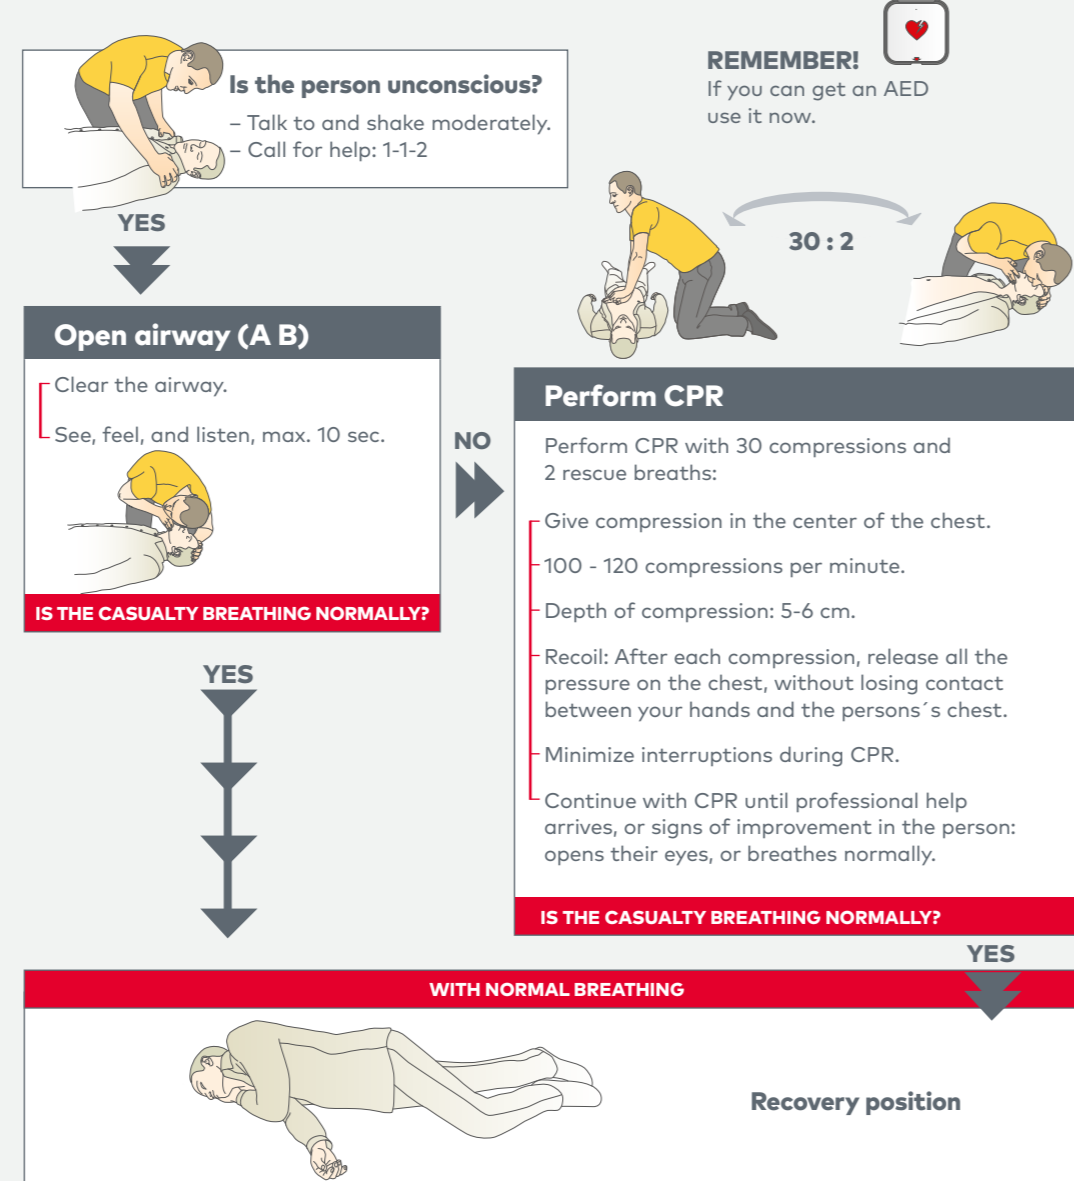 Is the person unconscious?
– Talk to and shake moderately.
– Call for help: 1-1-2
REMEMBER!
If you can get an AED
use it now.
YES
30 : 2
Open airway (A B)
Clear the airway.
See, feel, and listen, max. 10 sec.
IS THE CASUALTY BREATHING NORMALLY?
NO
Perform CPR
Perform CPR with 30 compressions and
2 rescue breaths:
Give compression in the center of the chest.
100 - 120 compressions per minute.
Depth of compression: 5-6 cm.
Recoil: After each compression, release all the
pressure on the chest, without losing contact
between your hands and the persons´s chest.
Minimize interruptions during CPR.
Continue with CPR until professional help
arrives, or signs of improvement in the person:
opens their eyes, or breathes normally.
IS THE CASUALTY BREATHING NORMALLY?
YES
YES
WITH NORMAL BREATHING
Recovery position